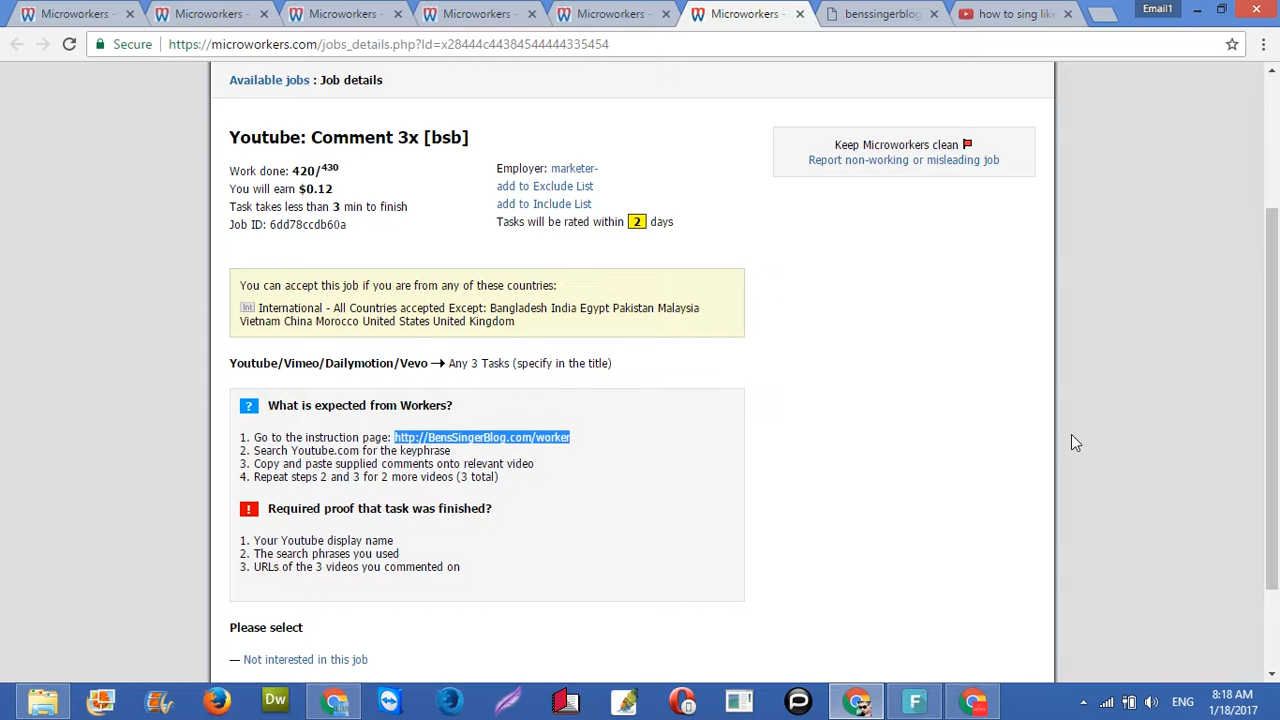 Microworkers -
Microworkers -
Microworkers -
Microworkers -
Microworkers -
Microworkers -
benssingerblog
how to sing like
Email1
Secure
https://microworkers.com/jobs_details.php?Id=x28444c44384544444335454
Available jobs : Job details
Youtube: Comment 3x [bsb]
Work done: 420/430
You will earn $0.12
Task takes less than 3 min to finish
Job ID: 6dd78ccdb60a
Employer: marketer-
add to Exclude List
add to Include List
Tasks will be rated within 2 days
Keep Microworkers clean
Report non-working or misleading job
You can accept this job if you are from any of these countries:
Int International - All Countries accepted Except: Bangladesh India Egypt Pakistan Malaysia
Vietnam China Morocco United States United Kingdom
Youtube/Vimeo/Dailymotion/Vevo → Any 3 Tasks (specify in the title)
? What is expected from Workers?
1. Go to the instruction page: http://BensSingerBlog.com/worker
2. Search Youtube.com for the keyphrase
3. Copy and paste supplied comments onto relevant video
4. Repeat steps 2 and 3 for 2 more videos (3 total)
! Required proof that task was finished?
1. Your Youtube display name
2. The search phrases you used
3. URLs of the 3 videos you commented on
Please select
— Not interested in this job
Dw
F
ENG
8:18 AM
1/18/2017